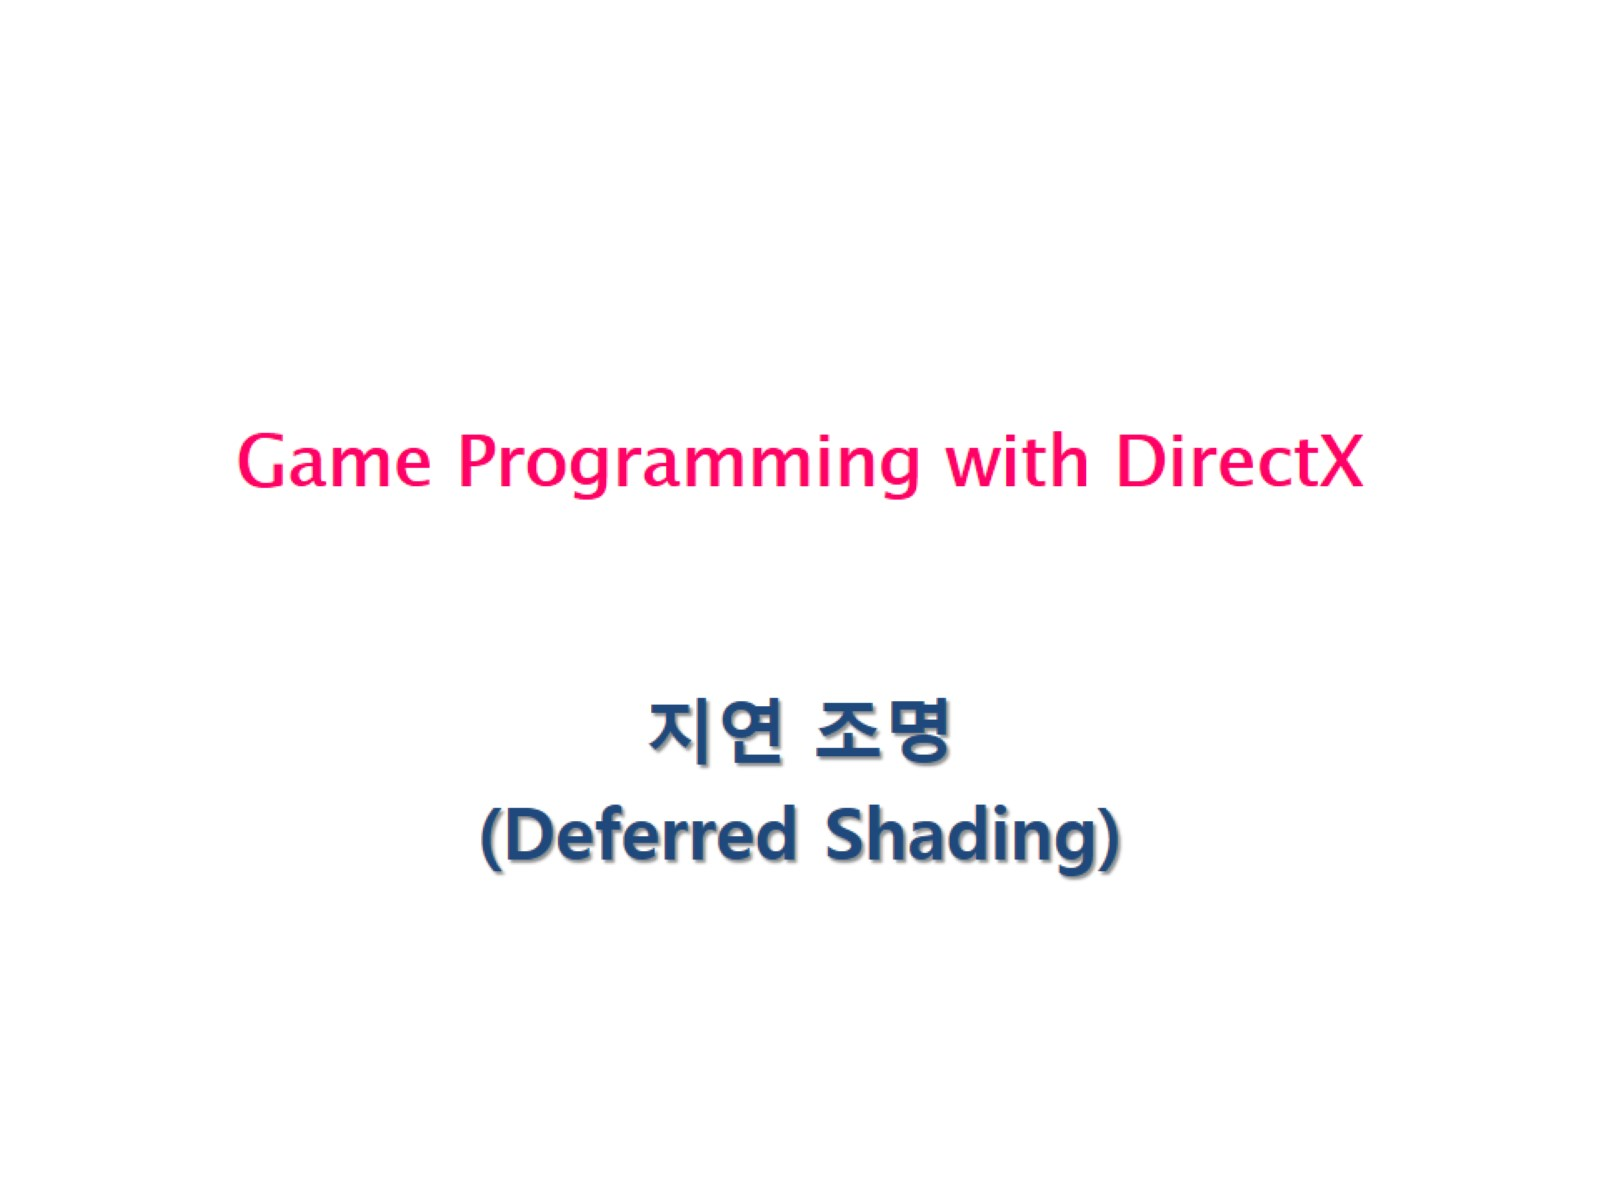 Game Programming with DirectX
지연 조명
(Deferred Shading)